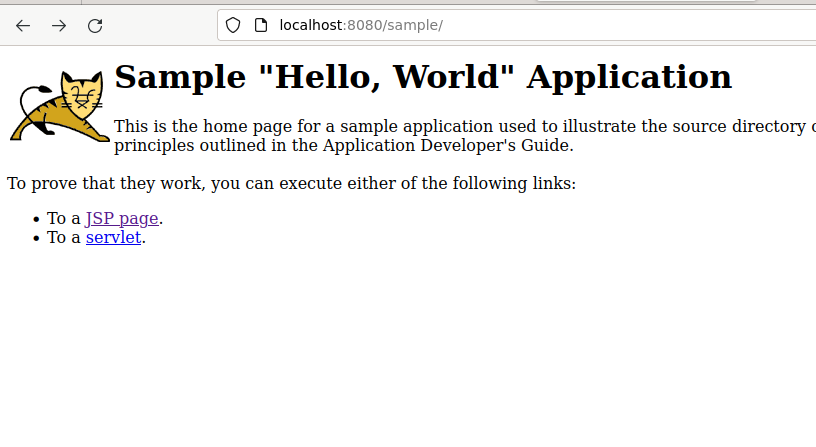 localhost:8080/sample/
Sample "Hello, World" Application
This is the home page for a sample application used to illustrate the source directory
principles outlined in the Application Developer's Guide.
To prove that they work, you can execute either of the following links:
• To a JSP page.
• To a servlet.